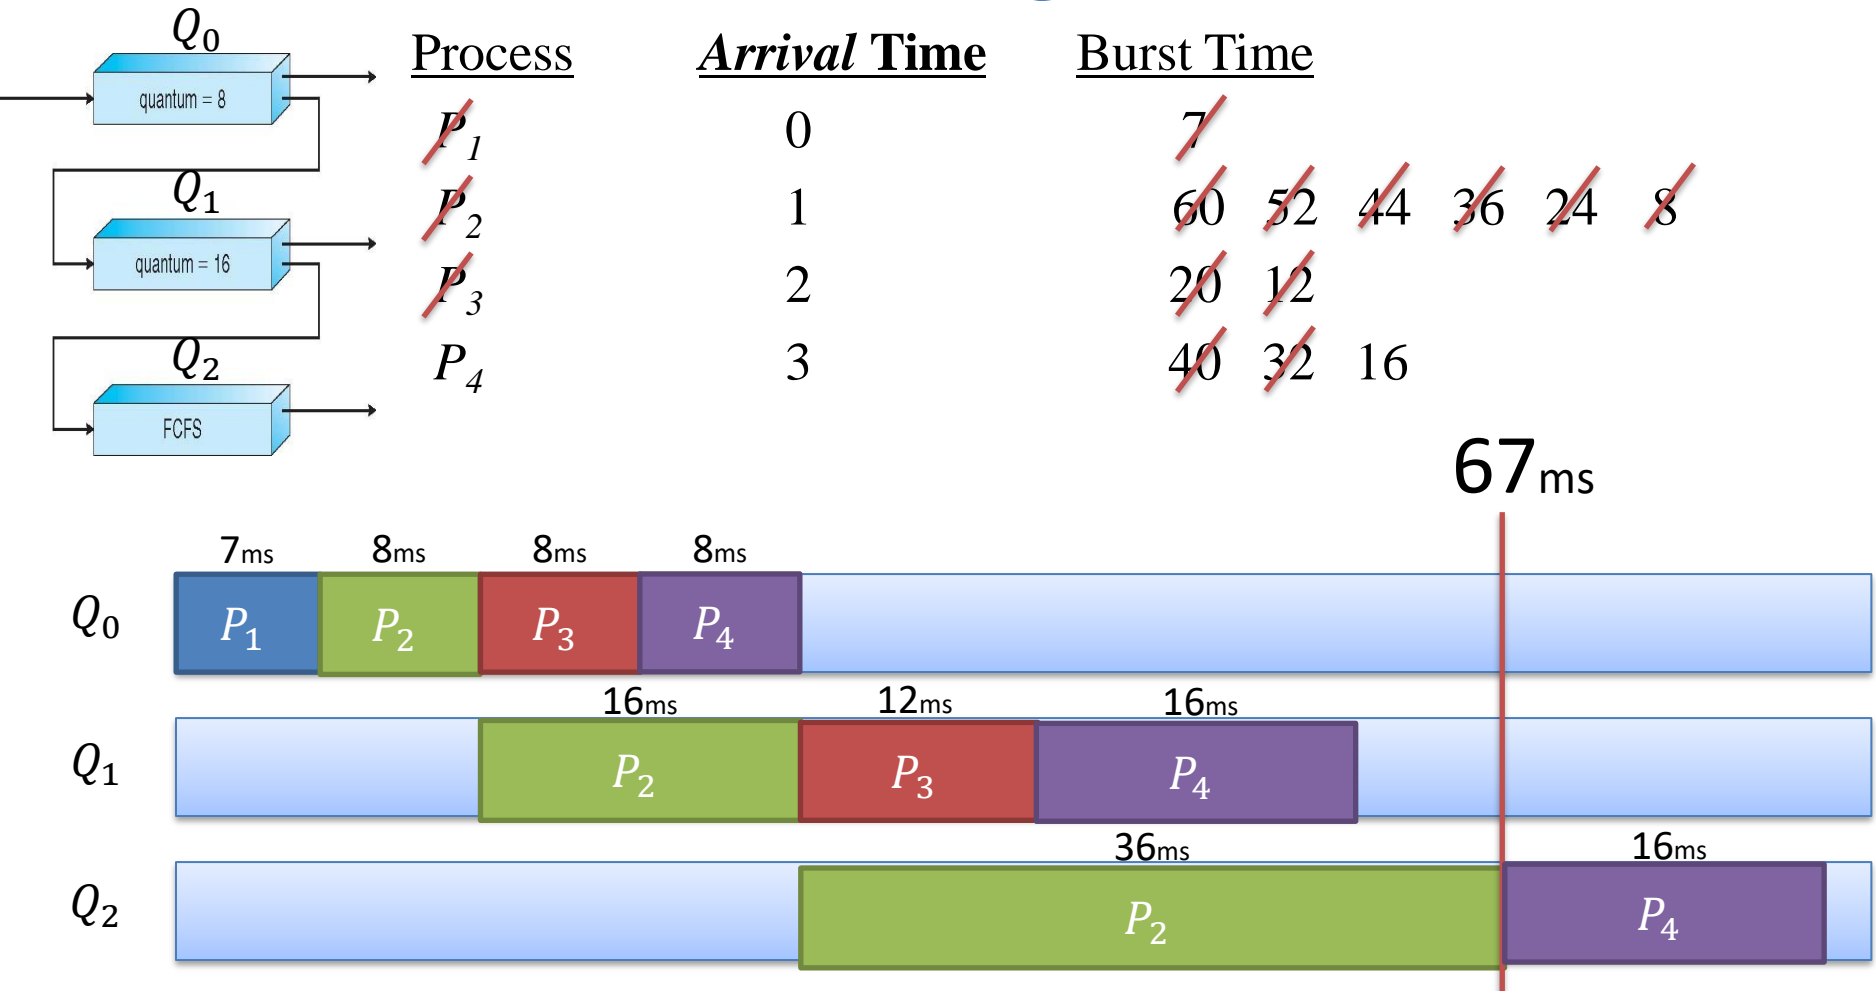 Q0
quantum = 8
Q1
quantum = 16
Q2
FCFS
Process Arrival Time Burst Time
P1 0 7
P2 1 60 52 44 36 24 8
P3 2 20 12
P4 3 40 32 16
67ms
7ms 8ms 8ms 8ms
Q0 P1 P2 P3 P4
16ms 12ms 16ms
Q1 P2 P3 P4
36ms 16ms
Q2 P2 P4